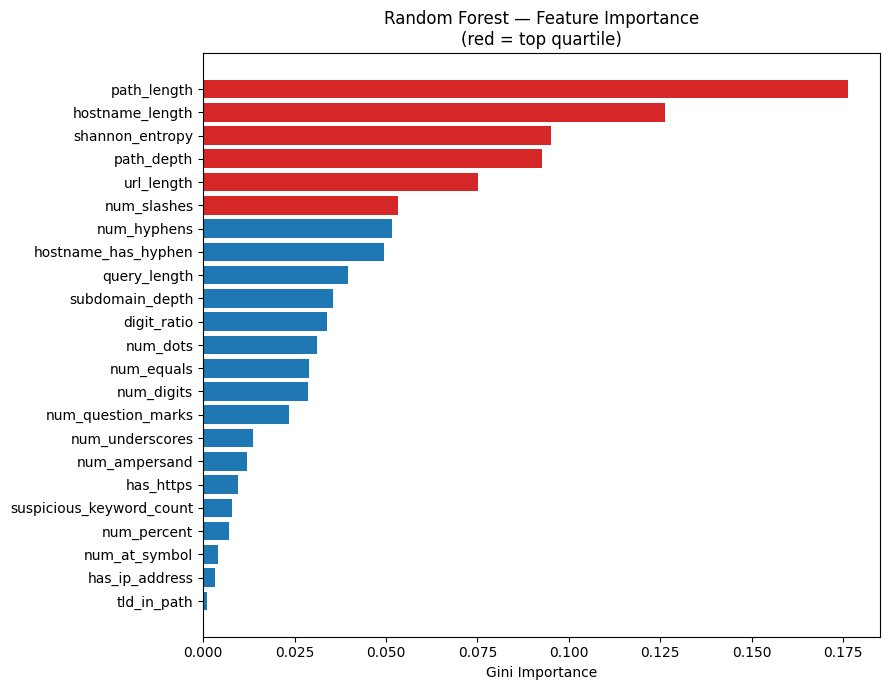 Random Forest — Feature Importance
(red = top quartile)
path_length
hostname_length
shannon_entropy
path_depth
url_length
num_slashes
num_hyphens
hostname_has_hyphen
query_length
subdomain_depth
digit_ratio
num_dots
num_equals
num_digits
num_question_marks
num_underscores
num_ampersand
has_https
suspicious_keyword_count
num_percent
num_at_symbol
has_ip_address
tld_in_path
0.000 0.025 0.050 0.075 0.100 0.125 0.150 0.175
Gini Importance